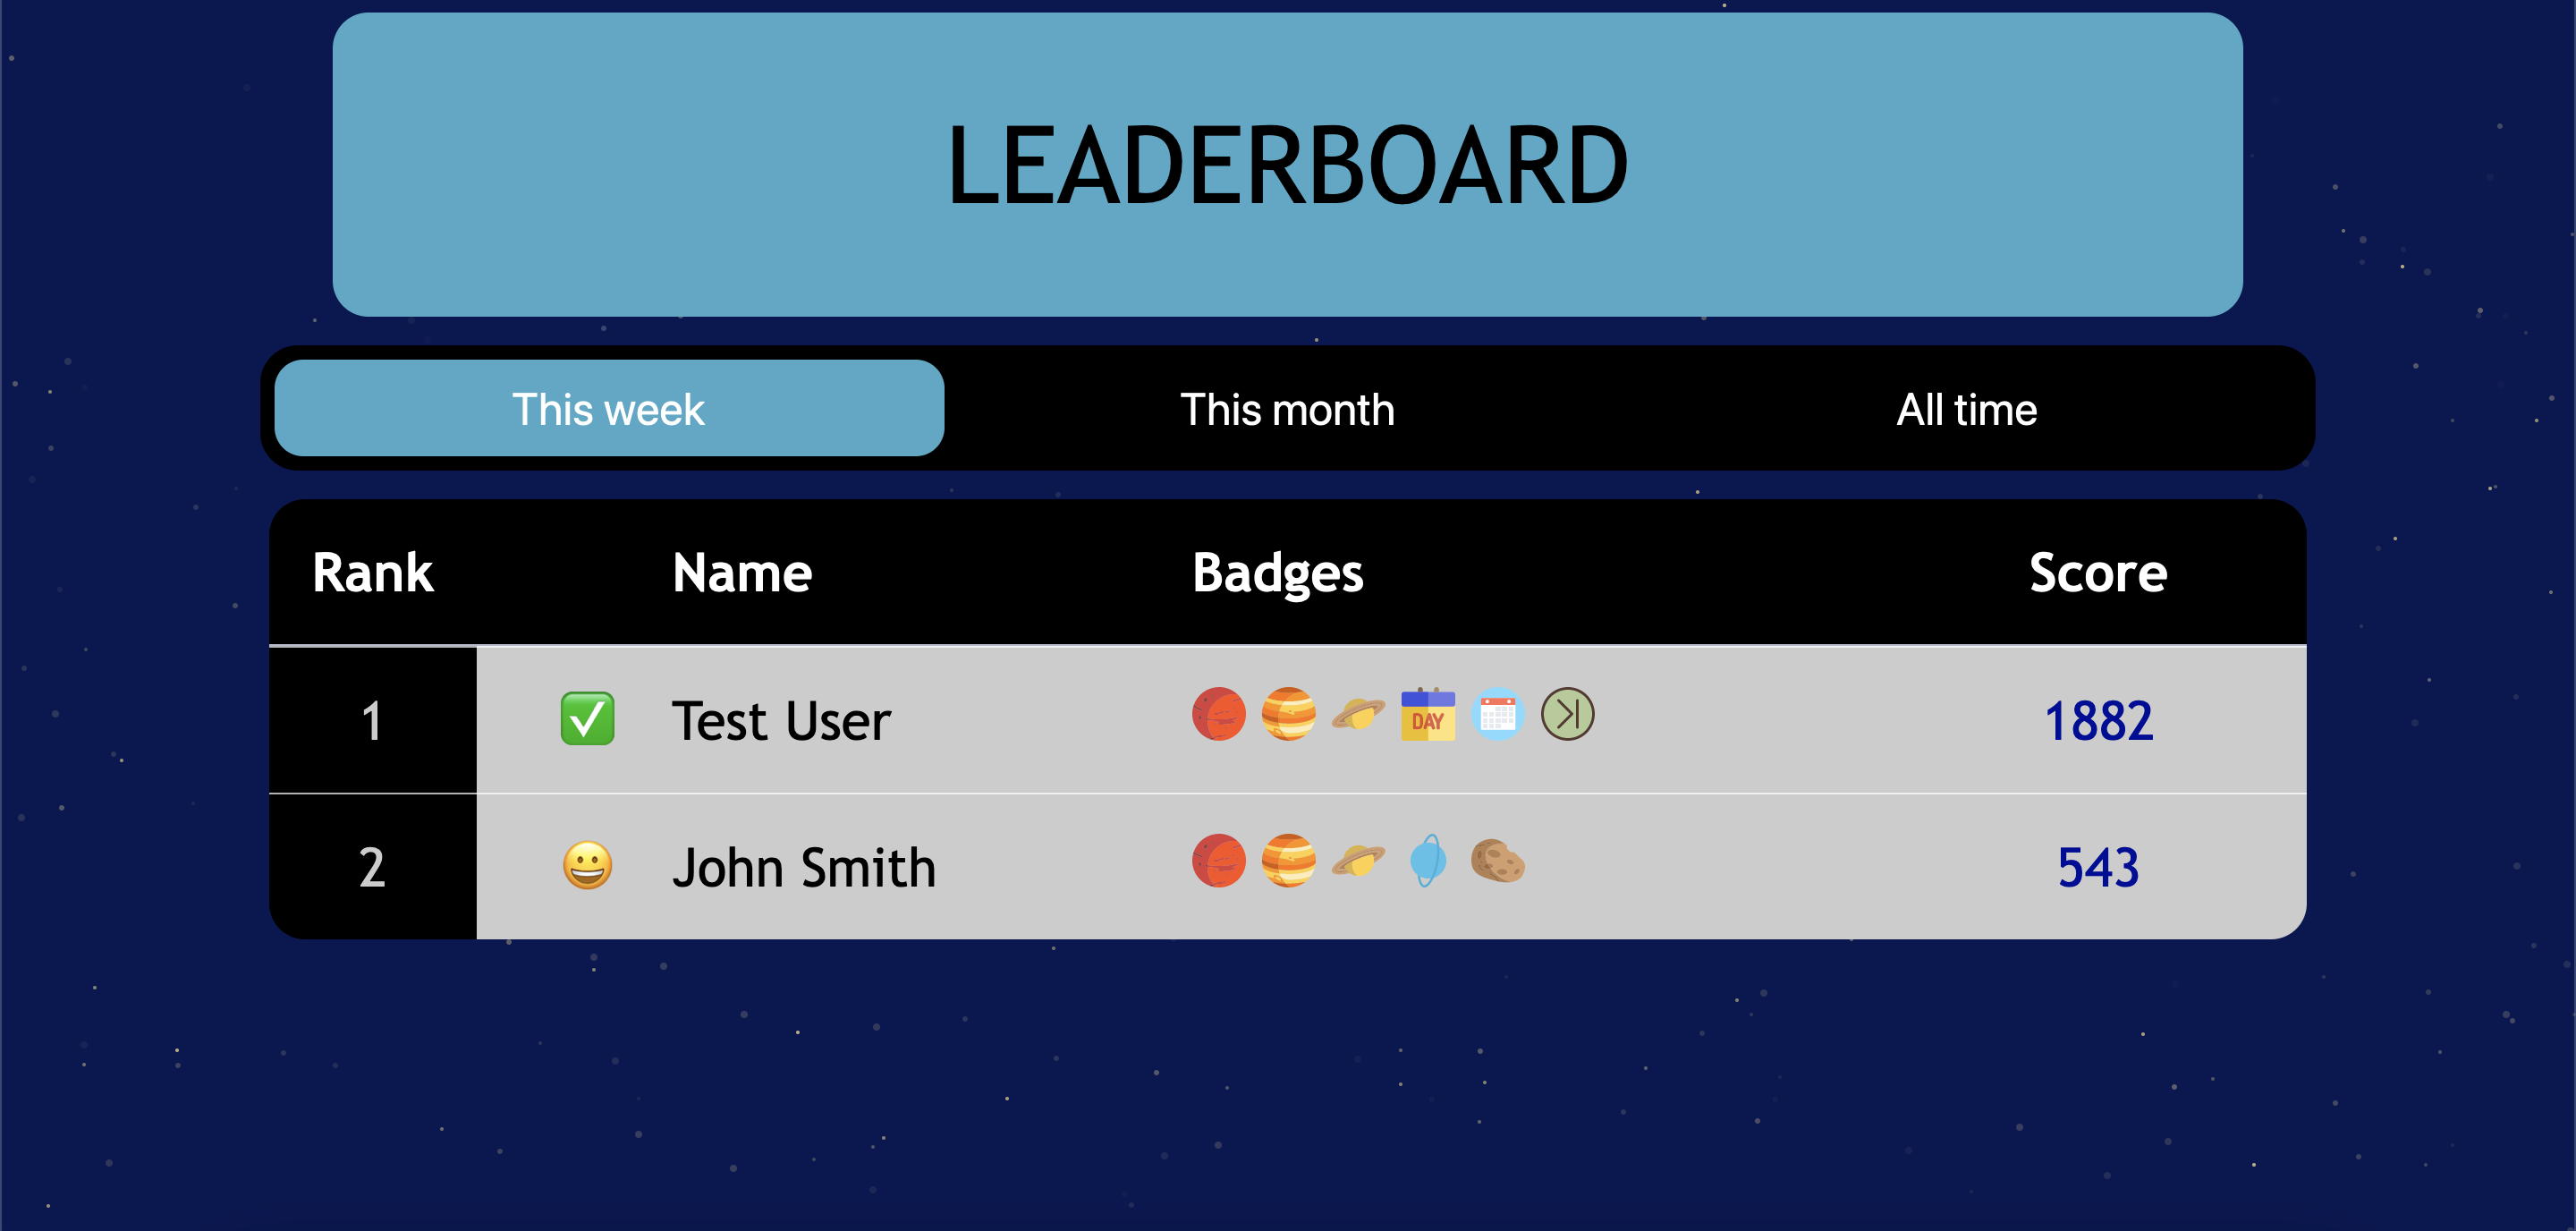 LEADERBOARD
This week This month All time
Rank Name Badges Score
1 Test User DAY 1882
2 John Smith 543